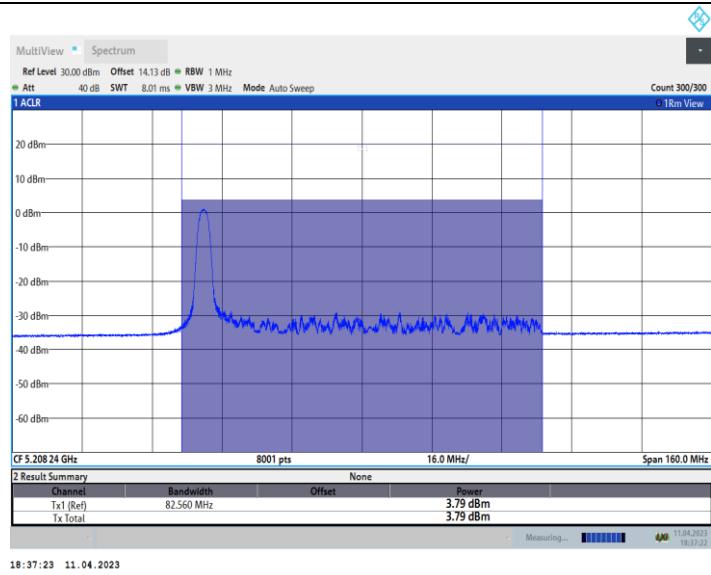 MultiView Spectrum
Ref Level 30.00 dBm Offset 14.13 dB RBW 1 MHz
Att 40 dB SWT 8.01 ms VBW 3 MHz Mode Auto Sweep Count 300/300
1 ACLR 1Rm View
20 dBm
10 dBm
0 dBm
-10 dBm
-20 dBm
-30 dBm
-40 dBm
-50 dBm
-60 dBm
CF 5.20824 GHz 8001 pts 16.0 MHz/ Span 160.0 MHz
2 Result Summary None
Channel Bandwidth Offset Power
Tx1 (Ref) 82.560 MHz 3.79 dBm
Tx Total 3.79 dBm
Measuring... 11.04.2023
18:37:22
18:37:23 11.04.2023